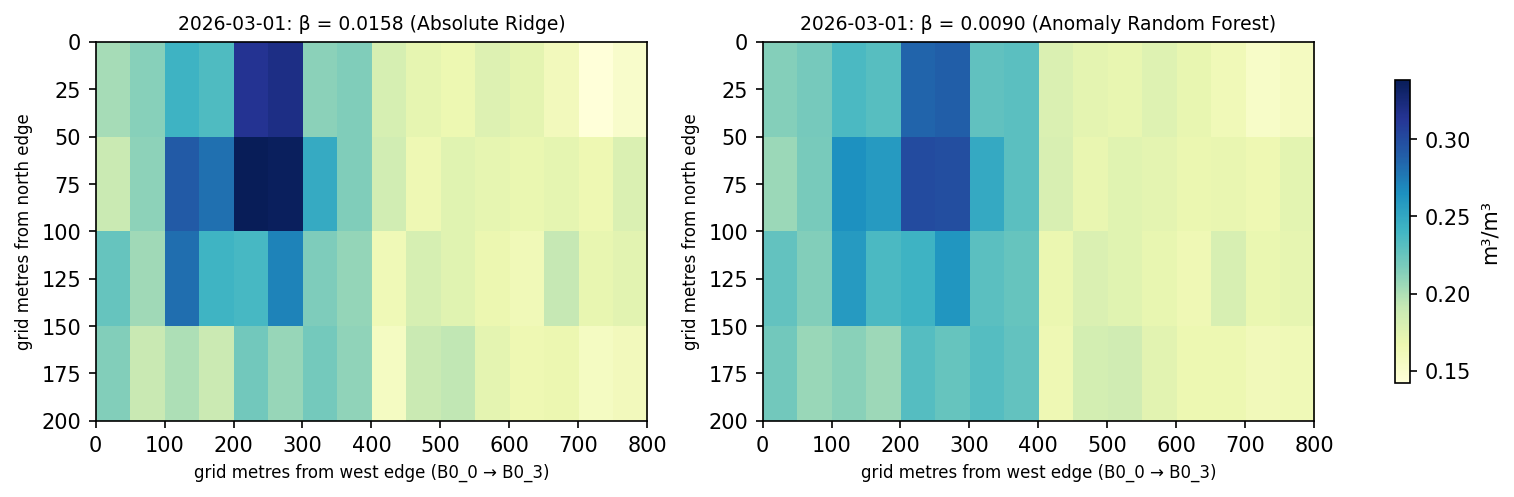 2026-03-01: β = 0.0158 (Absolute Ridge)
2026-03-01: β = 0.0090 (Anomaly Random Forest)
grid metres from north edge
0
25
50
75
100
125
150
175
200
0 100 200 300 400 500 600 700 800
grid metres from west edge (B0_0 → B0_3)
grid metres from north edge
0
25
50
75
100
125
150
175
200
0 100 200 300 400 500 600 700 800
grid metres from west edge (B0_0 → B0_3)
0.30
0.25
0.20
0.15
m³/m³